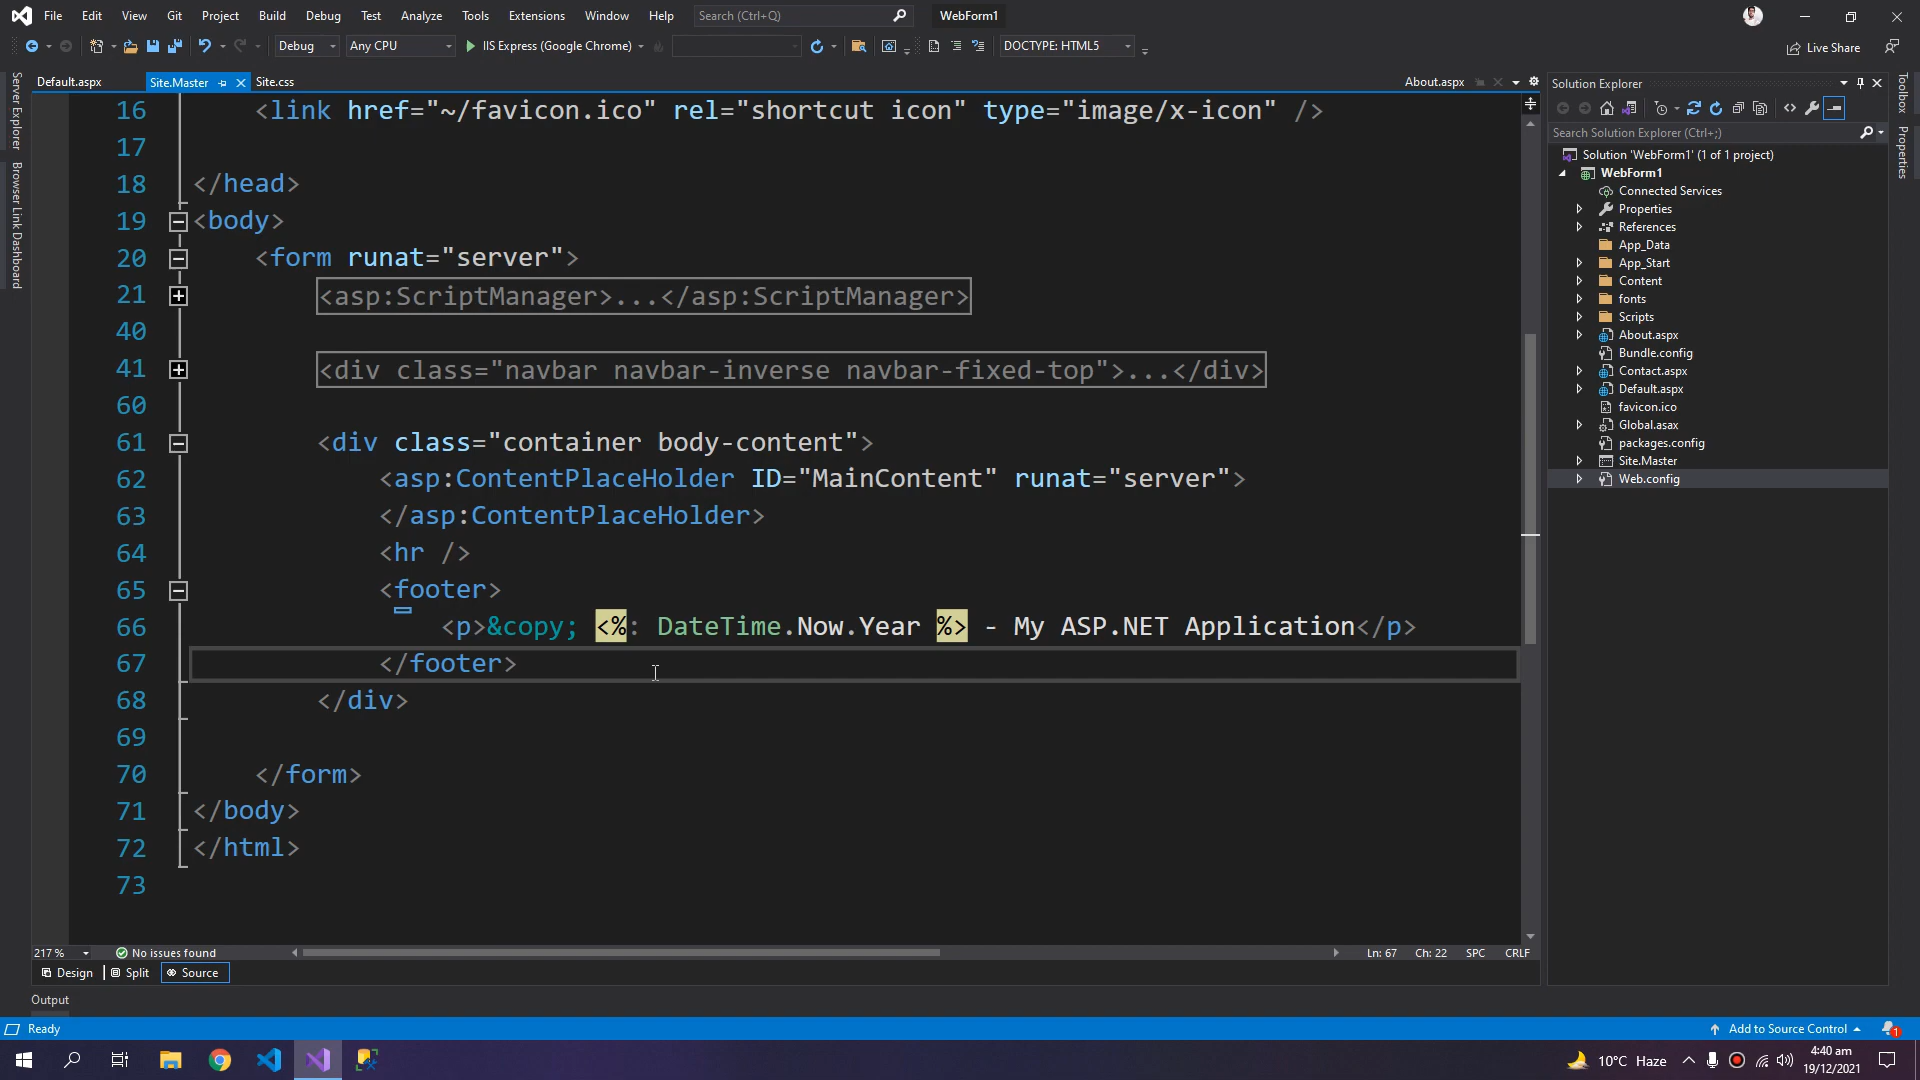 File Edit View Git Project Build Debug Test Analyze Tools Extensions Window Help Search (Ctrl+Q) WebForm1
Debug Any CPU IIS Express (Google Chrome) DOCTYPE: HTML5 Live Share
Default.aspx Site.Master Site.css About.aspx
Server Explorer
Browser Link Dashboard
16 <link href="~/favicon.ico" rel="shortcut icon" type="image/x-icon" />
17
18 </head>
19 <body>
20 <form runat="server">
21 <asp:ScriptManager>...</asp:ScriptManager>
40
41 <div class="navbar navbar-inverse navbar-fixed-top">...</div>
60
61 <div class="container body-content">
62 <asp:ContentPlaceHolder ID="MainContent" runat="server">
63 </asp:ContentPlaceHolder>
64 <hr />
65 <footer>
66 <p>&copy; <%: DateTime.Now.Year %> - My ASP.NET Application</p>
67 </footer>
68 </div>
69
70 </form>
71 </body>
72 </html>
73
217 % No issues found Ln: 67 Ch: 22 SPC CRLF
Design Split Source
Output
Solution Explorer
Search Solution Explorer (Ctrl+;)
Solution 'WebForm1' (1 of 1 project)
WebForm1
Connected Services
Properties
References
App_Data
App_Start
Content
fonts
Scripts
About.aspx
Bundle.config
Contact.aspx
Default.aspx
favicon.ico
Global.asax
packages.config
Site.Master
Web.config
Toolbox
Properties
Ready Add to Source Control 1
10°C Haze 4:40 am
19/12/2021